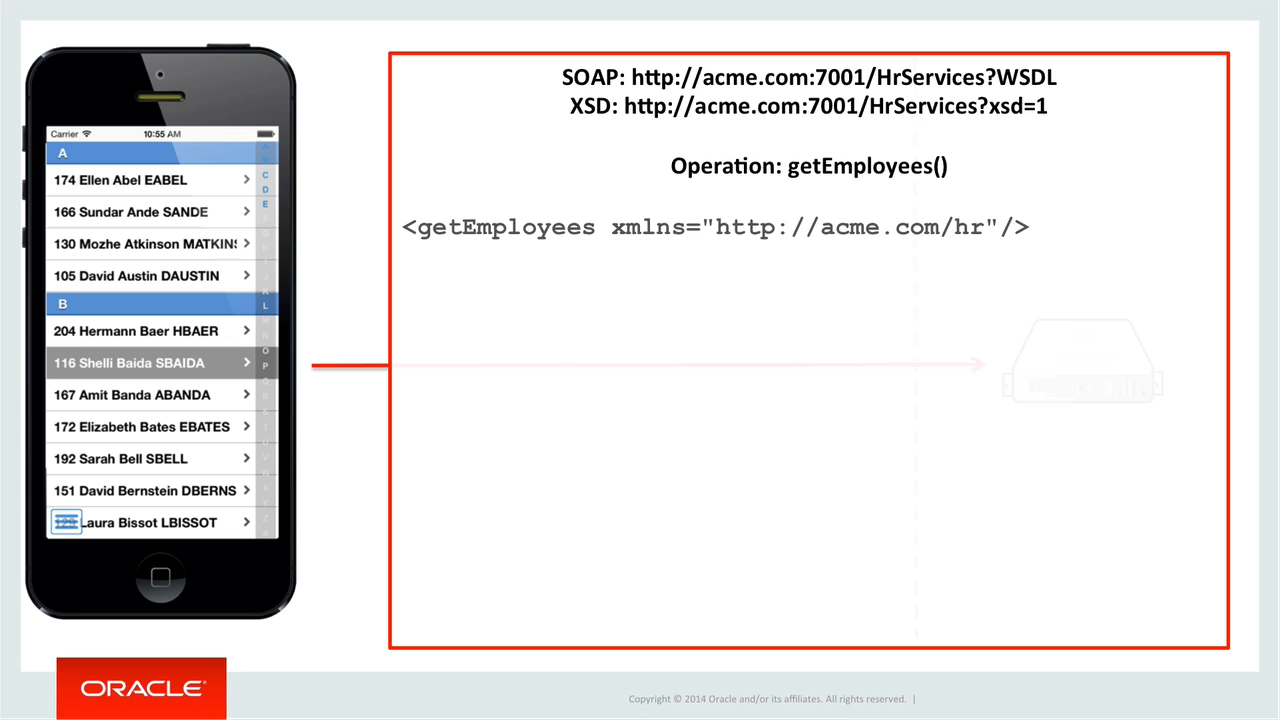 SOAP: http://acme.com:7001/HrServices?WSDL
XSD: http://acme.com:7001/HrServices?xsd=1
Operation: getEmployees()
<getEmployees xmlns="http://acme.com/hr"/>
Carrier 10:55 AM
A
174 Ellen Abel EABEL
166 Sundar Ande SANDE
130 Mozhe Atkinson MATKINS
105 David Austin DAUSTIN
B
204 Hermann Baer HBAER
116 Shelli Baida SBAIDA
167 Amit Banda ABANDA
172 Elizabeth Bates EBATES
192 Sarah Bell SBELL
151 David Bernstein DBERNS
Laura Bissot LBISSOT
C
D
E
L
O
P
ORACLE®
Copyright © 2014 Oracle and/or its affiliates. All rights reserved. |